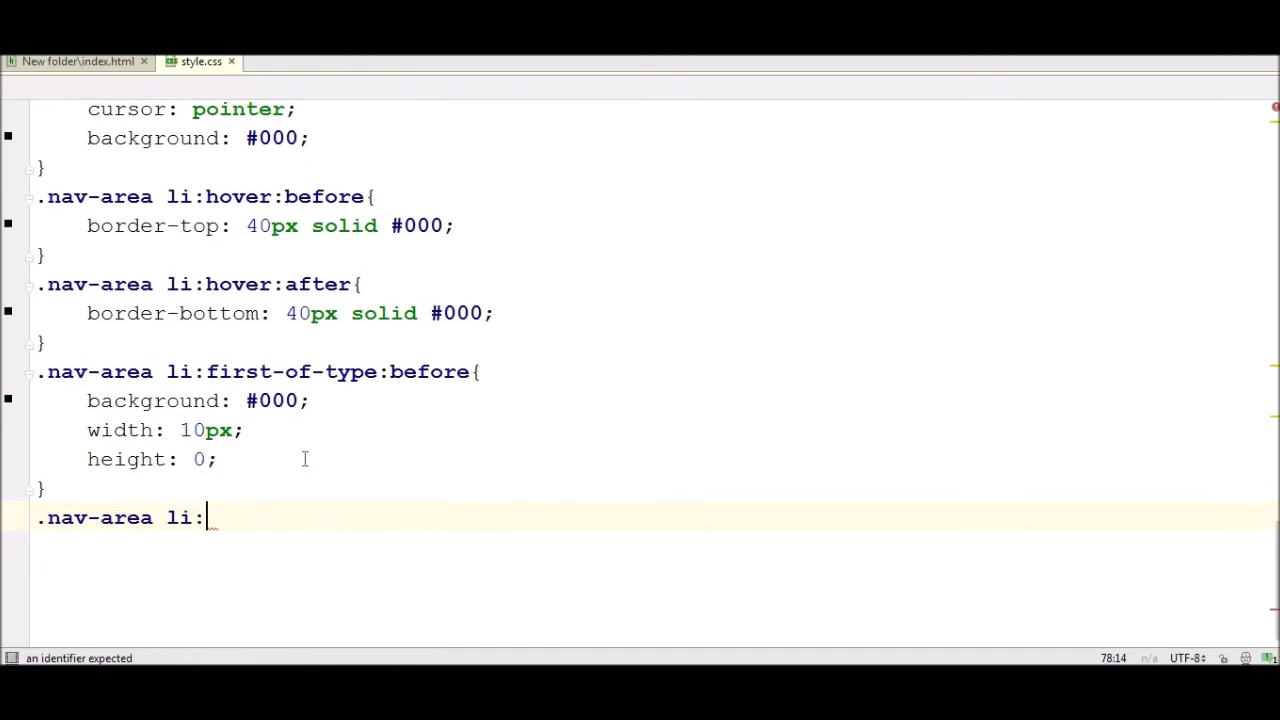 New folder\index.html
style.css
cursor: pointer;
background: #000;
}
.nav-area li:hover:before{
border-top: 40px solid #000;
}
.nav-area li:hover:after{
border-bottom: 40px solid #000;
}
.nav-area li:first-of-type:before{
background: #000;
width: 10px;
height: 0;
}
.nav-area li:
an identifier expected
78:14 n/a UTF-8